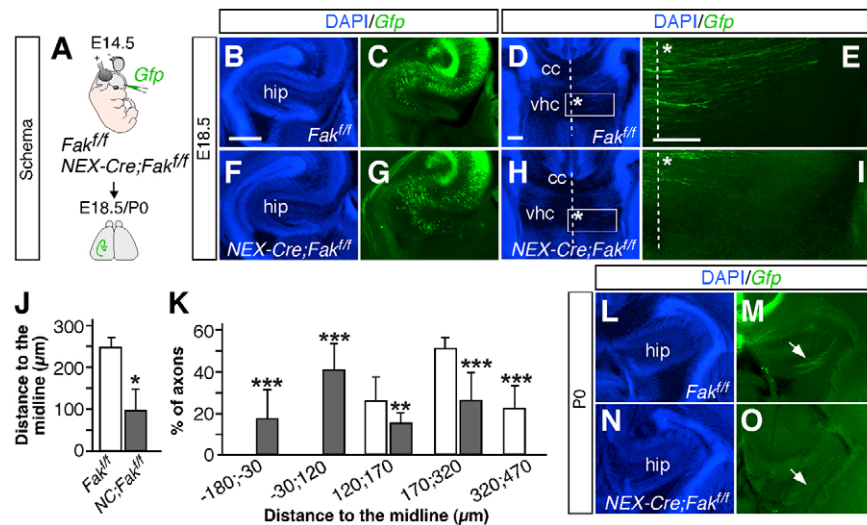 A
E14.5
+ -
Gfp
Fak^f/f
NEX-Cre;Fak^f/f
E18.5/P0
Schema
E18.5
DAPI/Gfp
DAPI/Gfp
B
hip
Fak^f/f
C
D
cc
vhc
*
Fak^f/f
E
*
F
hip
NEX-Cre;Fak^f/f
G
H
cc
vhc
*
NEX-Cre;Fak^f/f
I
*
J
Distance to the
midline (µm)
250
200
100
0
*
Fak^f/f
NC;Fak^f/f
K
% of axons
60
40
20
0
***
***
**
***
***
-180;-30
-30;120
120;170
170;320
320;470
Distance to the midline (µm)
DAPI/Gfp
P0
L
hip
Fak^f/f
M
N
hip
NEX-Cre;Fak^f/f
O